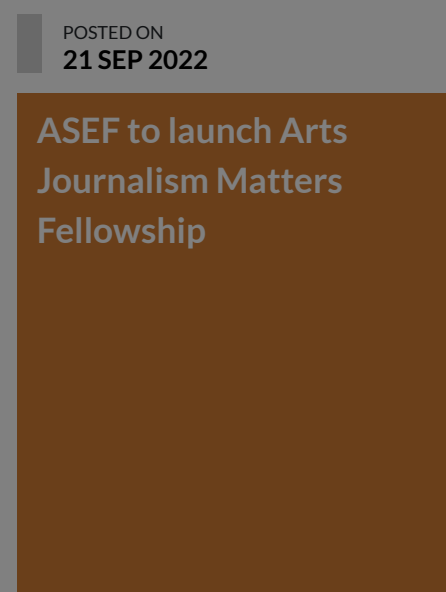 POSTED ON
21 SEP 2022
ASEF to launch Arts
Journalism Matters
Fellowship